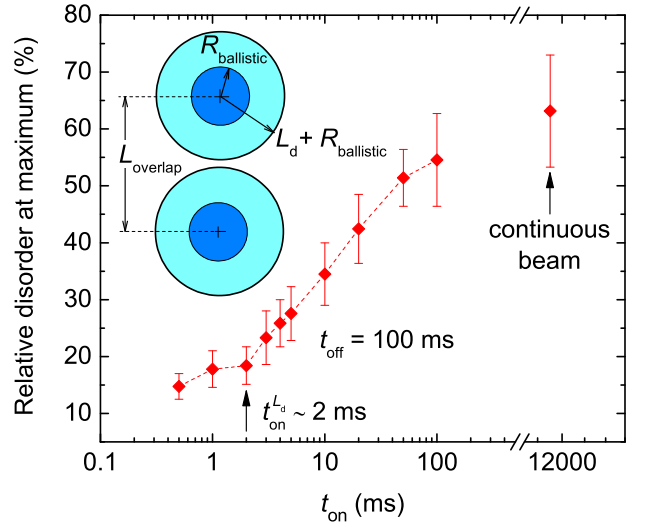 Relative disorder at maximum (%)
80
70
60
50
40
30
20
10
R_ballistic
L_d + R_ballistic
L_overlap
continuous
beam
t_off = 100 ms
t_on^{L_d} ~ 2 ms
0.1
1
10
100
12000
t_on (ms)